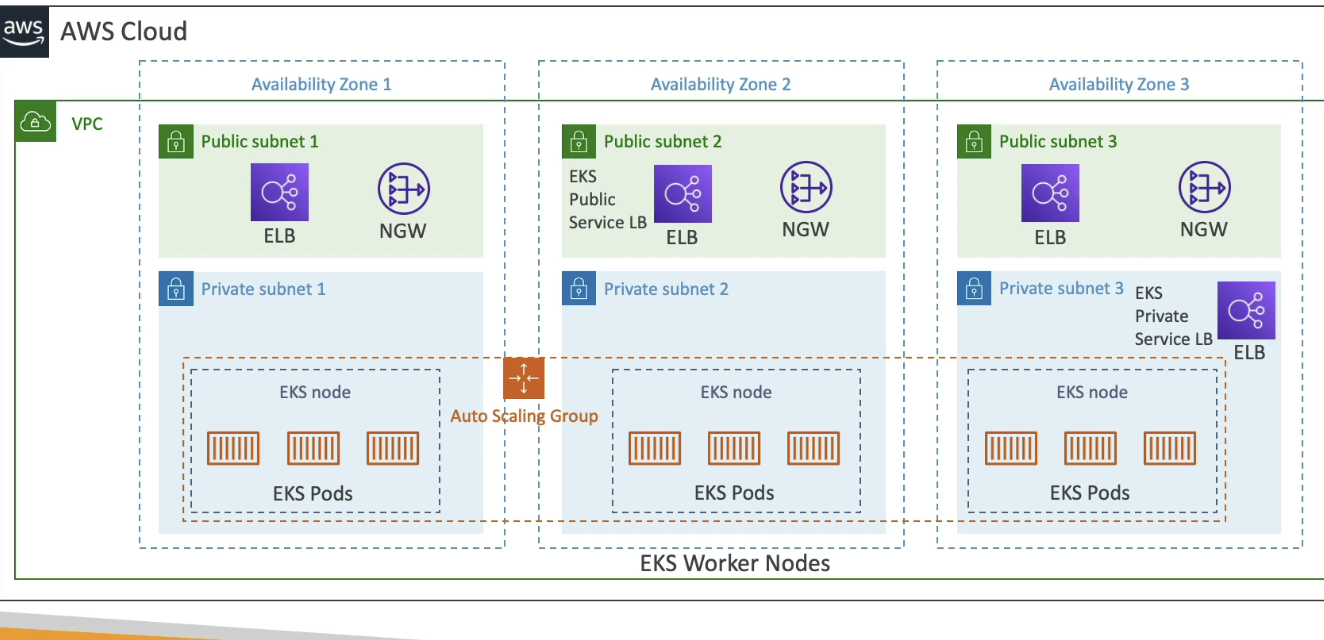 aws
AWS Cloud
Availability Zone 1
Availability Zone 2
Availability Zone 3
VPC
Public subnet 1
ELB
NGW
Public subnet 2
EKS
Public
Service LB
ELB
NGW
Public subnet 3
ELB
NGW
Private subnet 1
Private subnet 2
Private subnet 3
EKS
Private
Service LB
ELB
Auto Scaling Group
EKS node
EKS Pods
EKS node
EKS Pods
EKS node
EKS Pods
EKS Worker Nodes